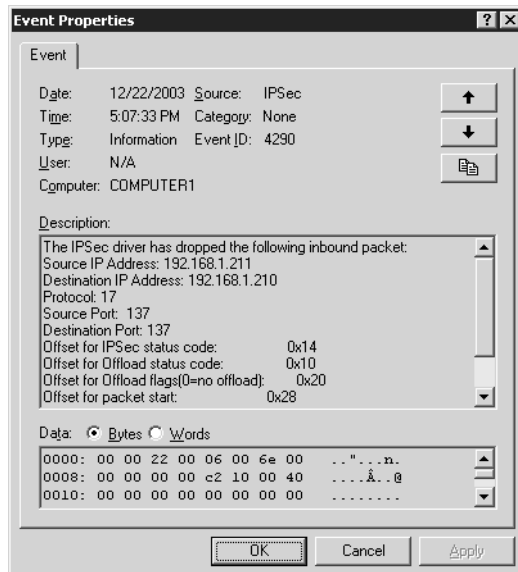 Event Properties
Event
Date: 12/22/2003 Source: IPSec
Time: 5:07:33 PM Category: None
Type: Information Event ID: 4290
User: N/A
Computer: COMPUTER1
Description:
The IPSec driver has dropped the following inbound packet:
Source IP Address: 192.168.1.211
Destination IP Address: 192.168.1.210
Protocol: 17
Source Port: 137
Destination Port: 137
Offset for IPSec status code: 0x14
Offset for Offload status code: 0x10
Offset for Offload flags(0=no offload): 0x20
Offset for packet start: 0x28
Data: Bytes Words
0000: 00 00 22 00 06 00 6e 00 .."...n.
0008: 00 00 00 00 c2 10 00 40 ....Â..@
0010: 00 00 00 00 00 00 00 00 ........
OK Cancel Apply